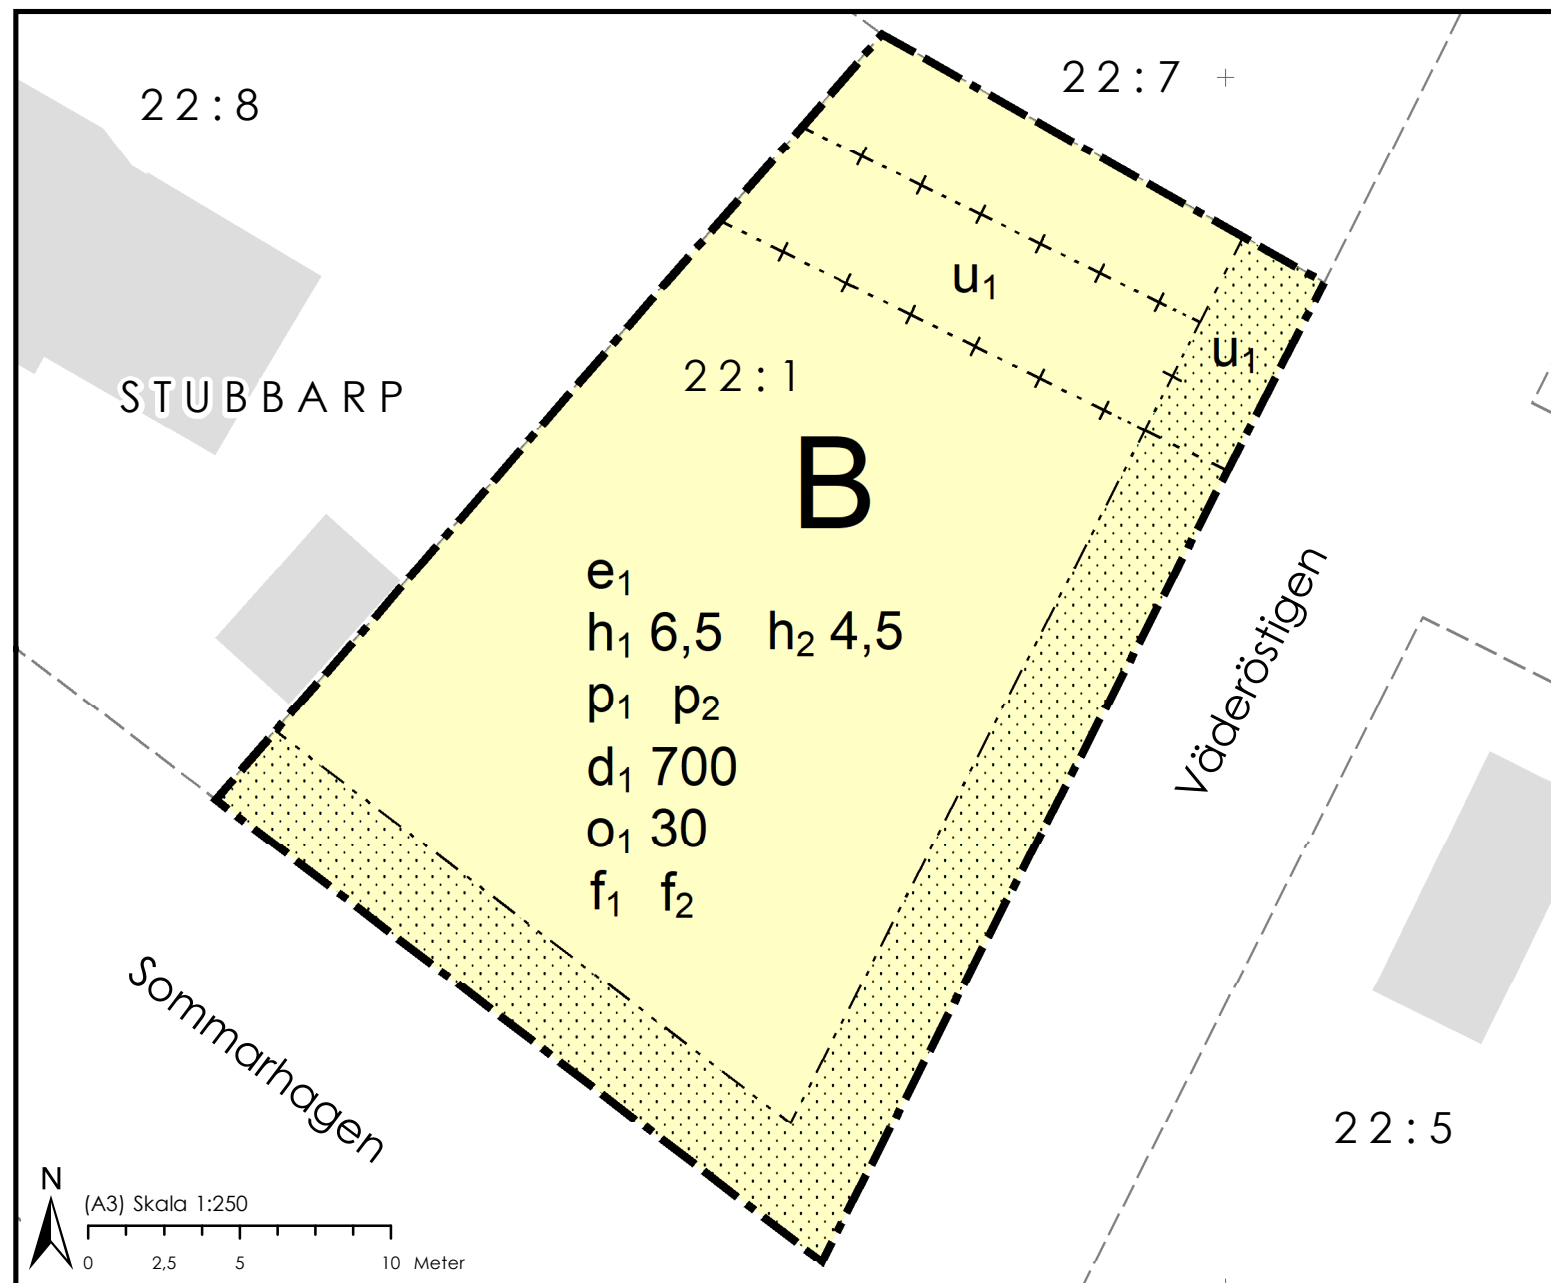 22:7
22:8
u₁
u₁
22:1
STUBBARP
B
e₁
h₁ 6,5 h₂ 4,5
p₁ p₂
d₁ 700
o₁ 30
f₁ f₂
Väderöstigen
Sommarhagen
22:5
N
(A3) Skala 1:250
0 2,5 5 10 Meter